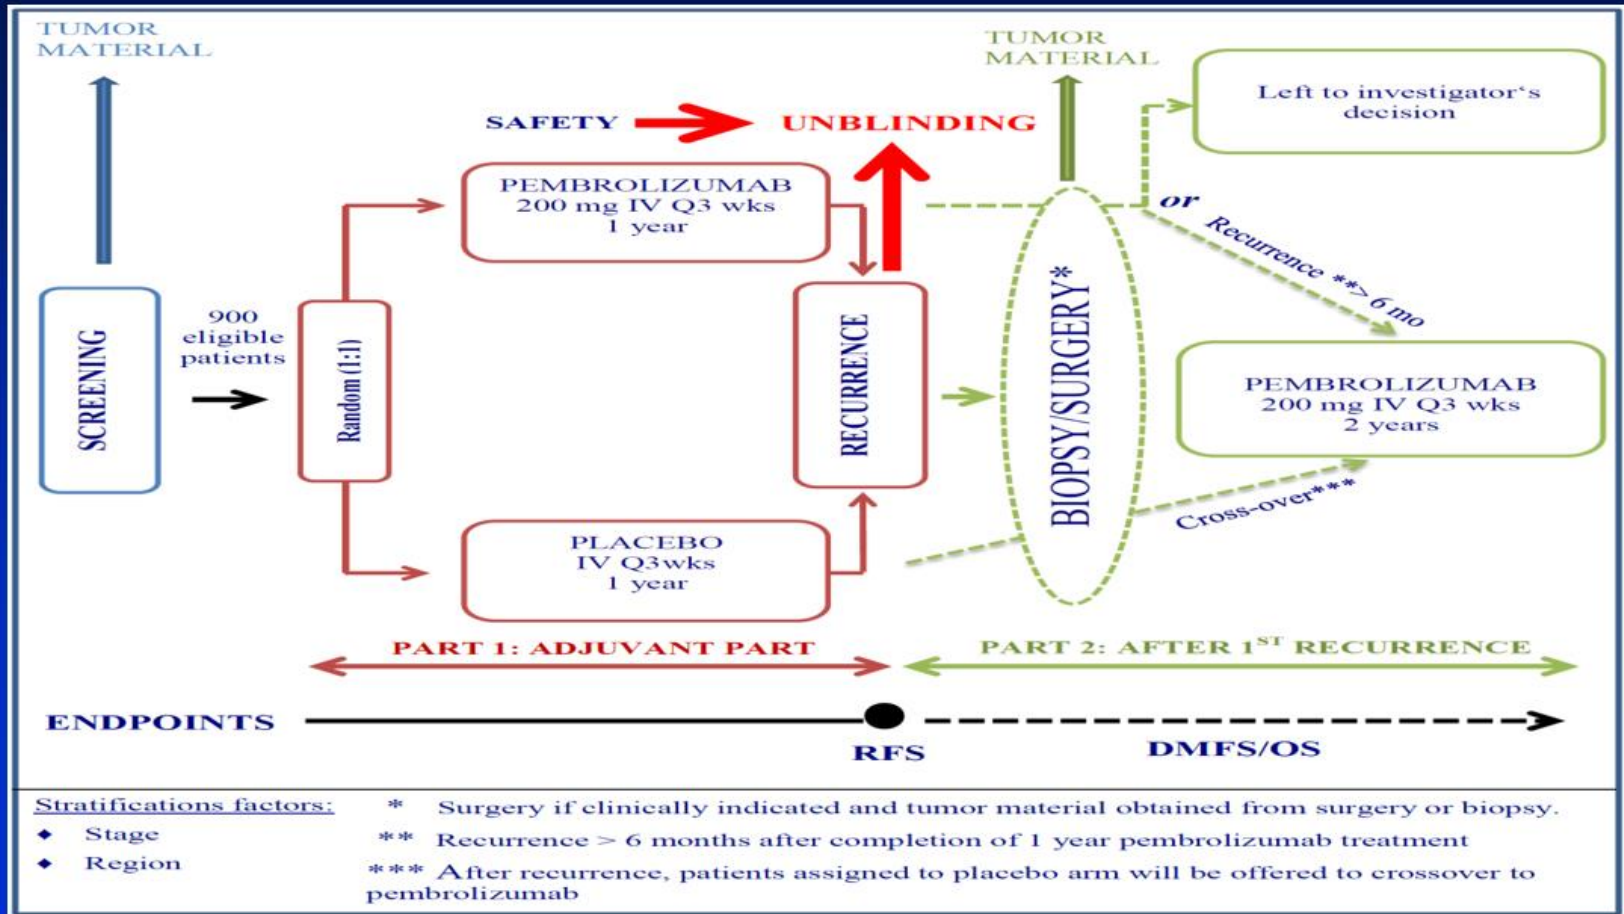 TUMOR
MATERIAL
TUMOR
MATERIAL
Left to investigator's
decision
SAFETY
UNBLINDING
PEMBROLIZUMAB
200 mg IV Q3 wks
1 year
or
Recurrence **> 6 mo
900
eligible
patients
SCREENING
Random (1:1)
RECURRENCE
BIOPSY/SURGERY*
PEMBROLIZUMAB
200 mg IV Q3 wks
2 years
Cross-over***
PLACEBO
IV Q3wks
1 year
PART 1: ADJUVANT PART
PART 2: AFTER 1ST RECURRENCE
ENDPOINTS
RFS
DMFS/OS
Stratifications factors:
◆ Stage
◆ Region
* Surgery if clinically indicated and tumor material obtained from surgery or biopsy.
** Recurrence > 6 months after completion of 1 year pembrolizumab treatment
*** After recurrence, patients assigned to placebo arm will be offered to crossover to
pembrolizumab